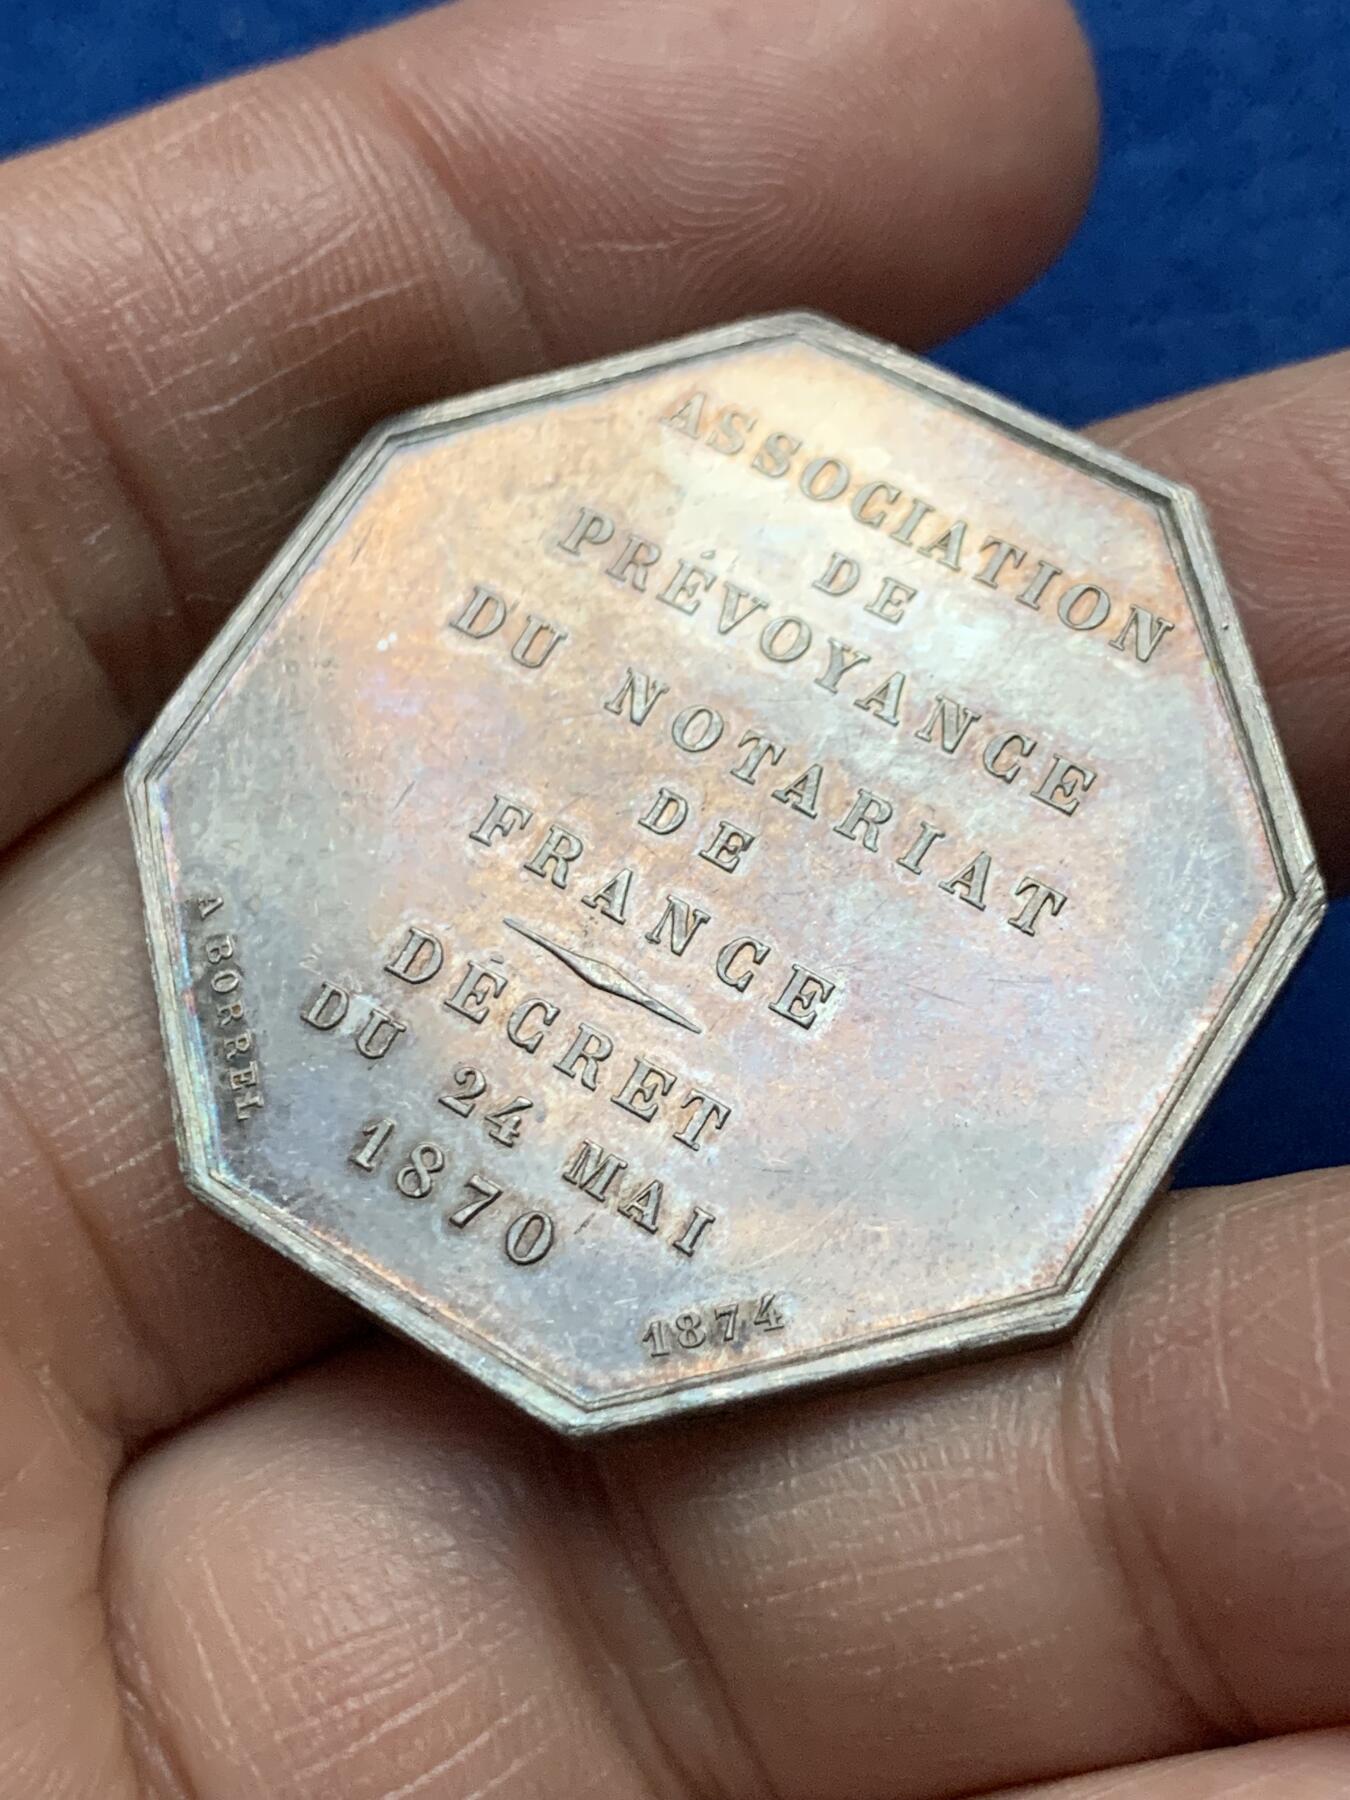 ASSOCIATION
DE
PRÉVOYANCE
DU NOTARIAT
DE
FRANCE
DÉCRET
DU 24 MAI
1870
A BORREL
1874